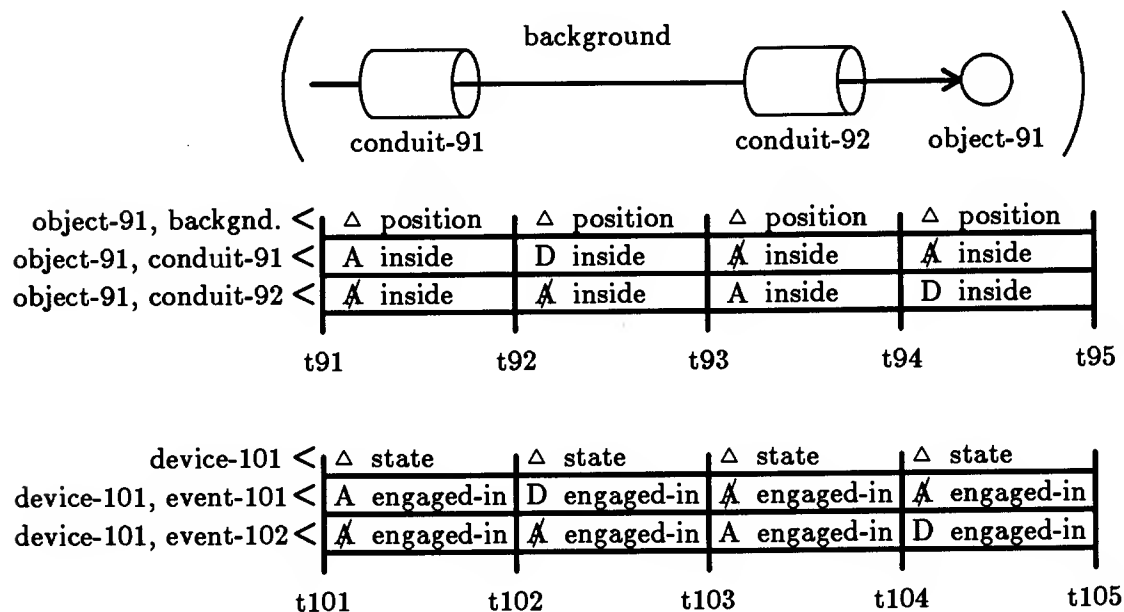 background
conduit-91 conduit-92 object-91
object-91, backgnd. < △ position △ position △ position △ position
object-91, conduit-91 < A inside D inside A̸ inside A̸ inside
object-91, conduit-92 < A̸ inside A̸ inside A inside D inside
t91 t92 t93 t94 t95
device-101 < △ state △ state △ state △ state
device-101, event-101 < A engaged-in D engaged-in A̸ engaged-in A̸ engaged-in
device-101, event-102 < A̸ engaged-in A̸ engaged-in A engaged-in D engaged-in
t101 t102 t103 t104 t105